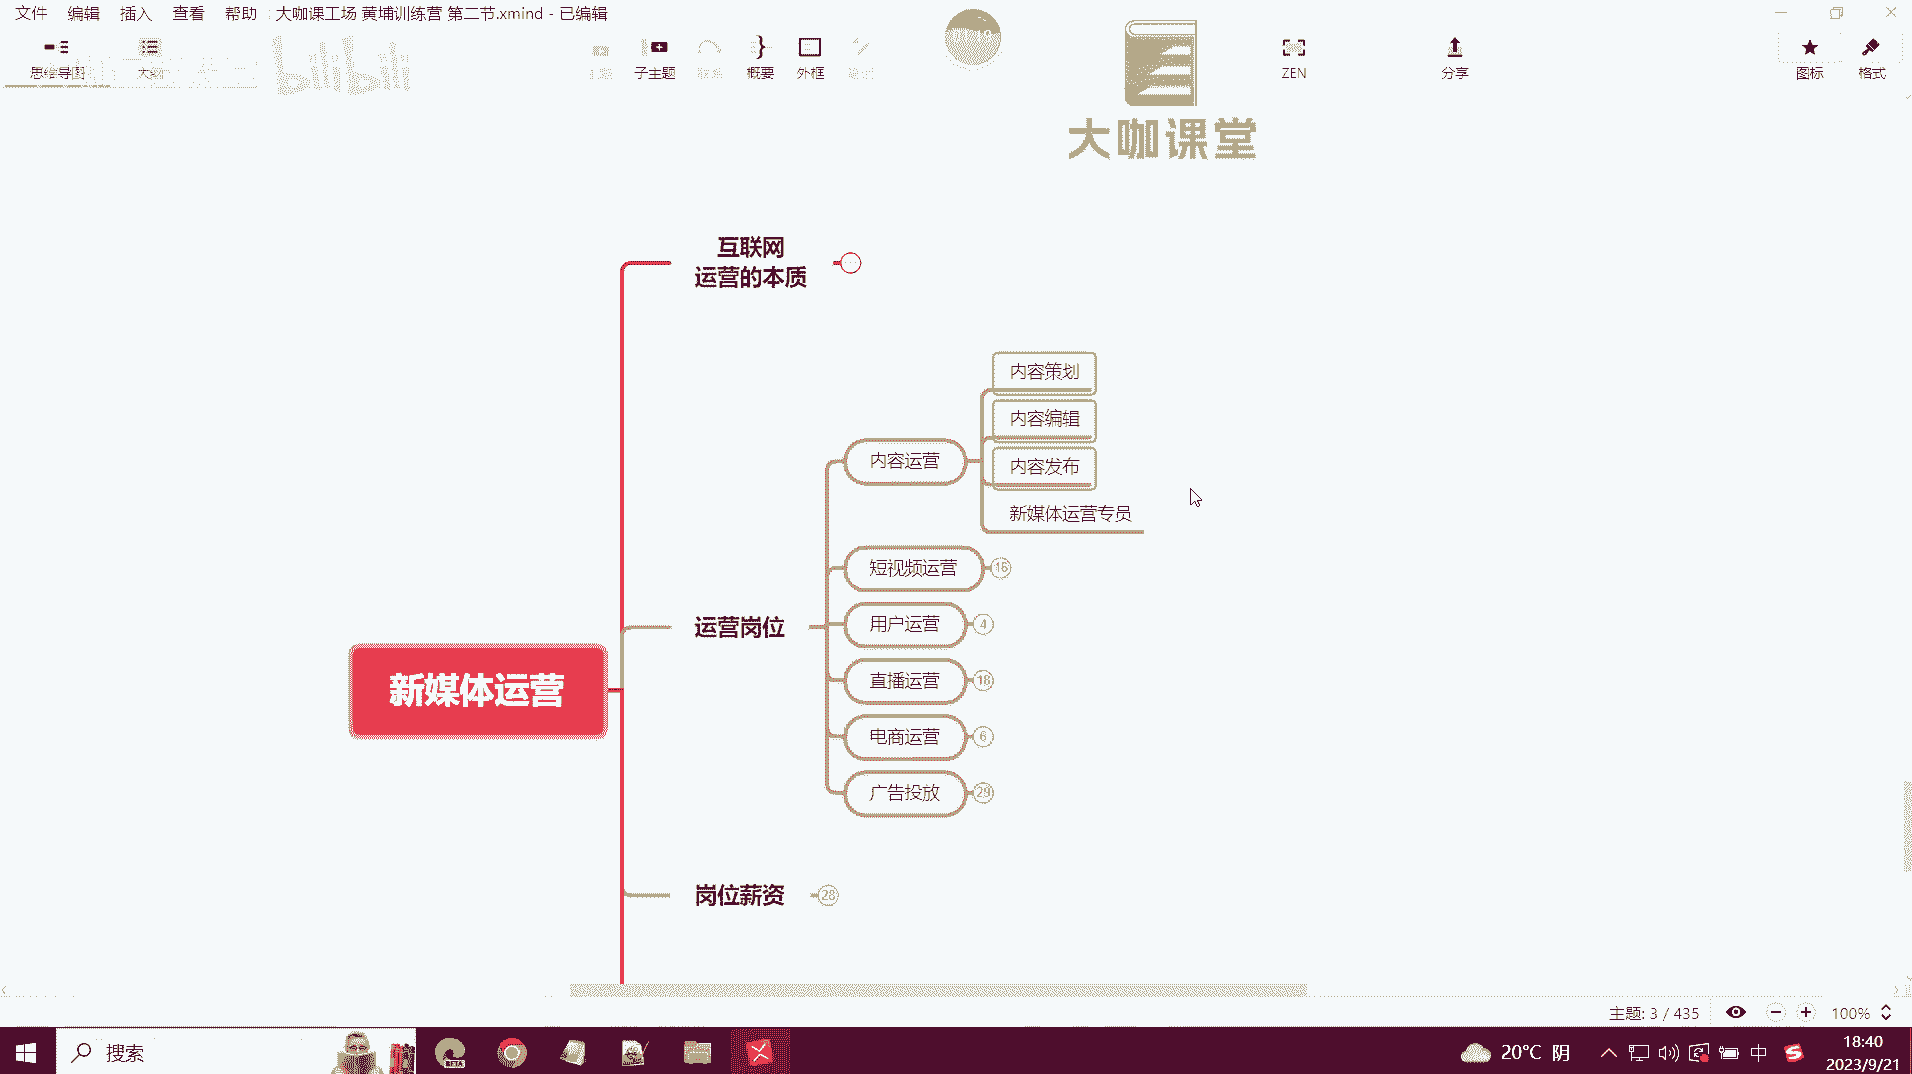 文件 编辑 插入 查看 帮助 大咖课工场 黄埔训练营 第二节.xmind - 已编辑
思维导图 大纲
子主题 概要 外框 ZEN 分享 图标 格式
bilibili
大咖课堂
互联网
运营的本质
内容策划
内容编辑
内容运营
内容发布
新媒体运营专员
短视频运营 16
用户运营 4
运营岗位
直播运营 18
新媒体运营
电商运营 6
广告投放 29
岗位薪资 28
主题: 3 / 435 100%
搜索
BETA
20°C 阴
中
18:40
2023/9/21